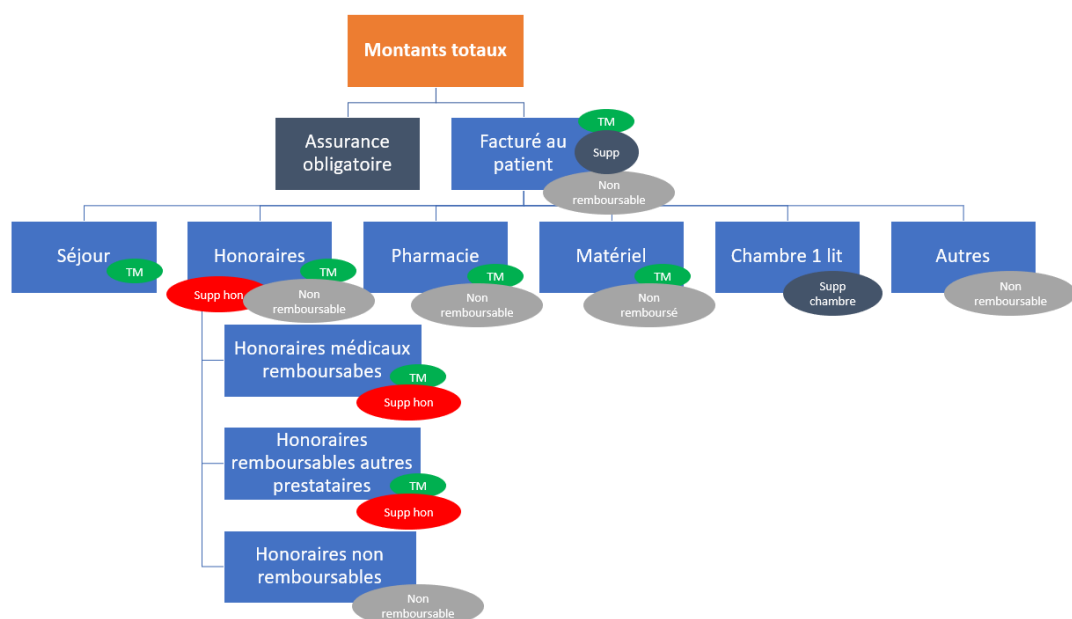 Montants totaux
Assurance
obligatoire
Facturé au
patient
TM
Supp
Non
remboursable
Séjour
TM
Honoraires
TM
Supp hon
Non
remboursable
Pharmacie
TM
Non
remboursable
Matériel
TM
Non
remboursé
Chambre 1 lit
Supp
chambre
Autres
Non
remboursable
Honoraires médicaux
remboursabes
TM
Supp hon
Honoraires
remboursables autres
prestataires
TM
Supp hon
Honoraires non
remboursables
Non
remboursable